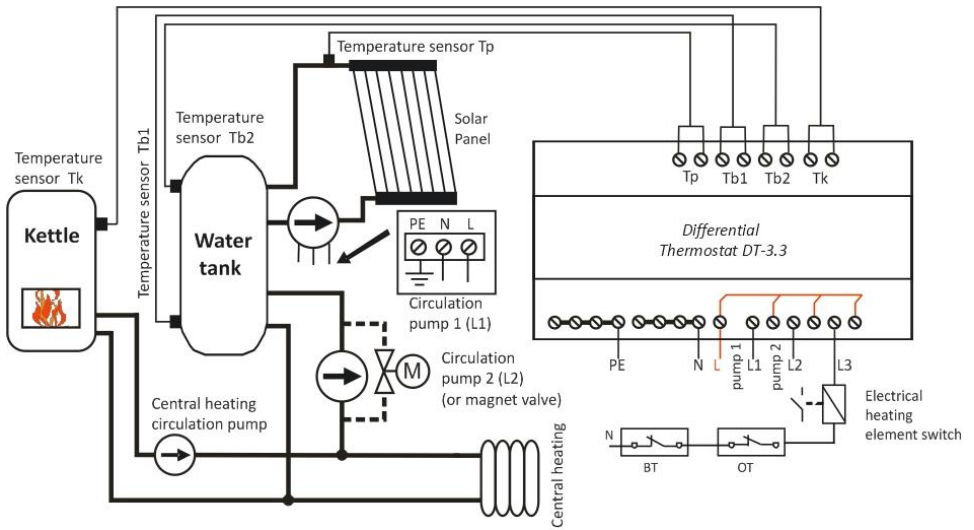 Temperature sensor Tp
Temperature
sensor Tb2
Temperature sensor Tb1
Solar
Panel
Temperature
sensor Tk
Kettle
Water
tank
PE N L
Circulation
pump 1 (L1)
Circulation
pump 2 (L2)
(or magnet valve)
M
Central heating
circulation pump
Central heating
Tp Tb1 Tb2 Tk
Differential
Thermostat DT-3.3
PE N L pump 1 L1 pump 2 L2 L3
Electrical
heating
element switch
N
BT OT